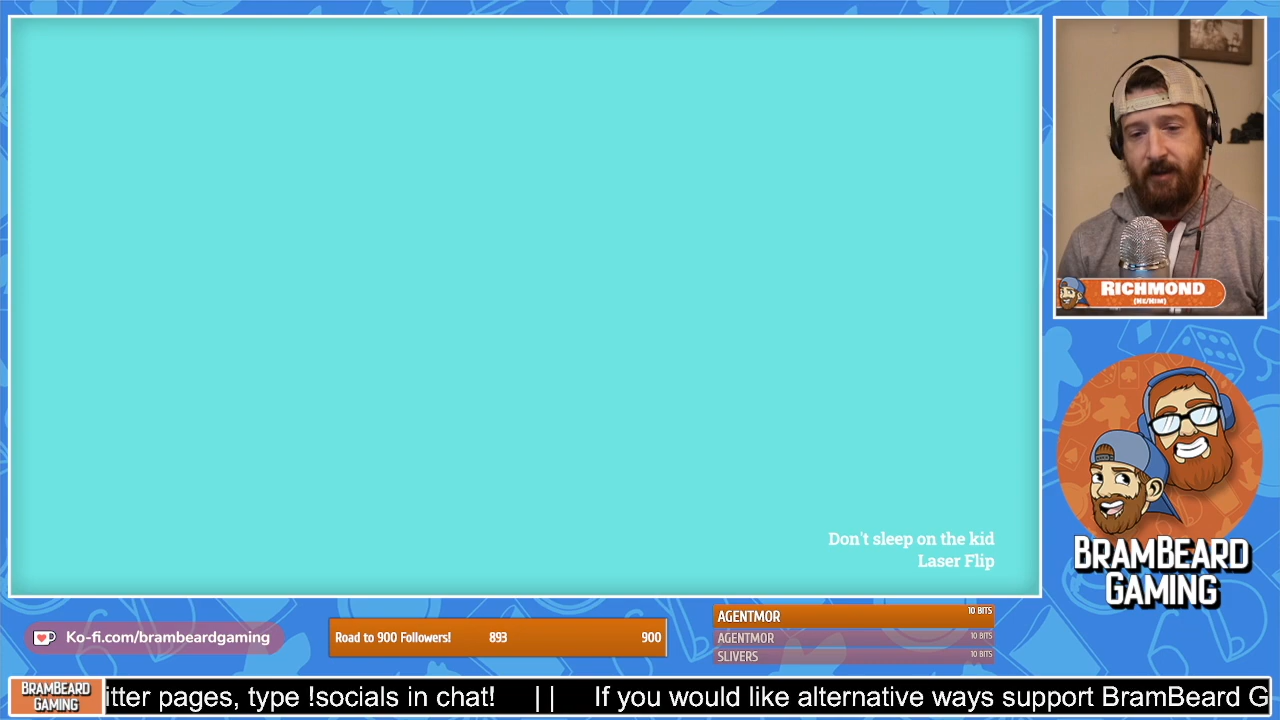 RICHMOND
(HE/HIM)
Don't sleep on the kid
Laser Flip
BRAMBEARD
GAMING
Ko-fi.com/brambeardgaming
Road to 900 Followers! 893 900
AGENTMOR 10 BITS
AGENTMOR 10 BITS
SLIVERS 10 BITS
BRAMBEARD
GAMING
itter pages, type !socials in chat! || If you would like alternative ways support BramBeard G